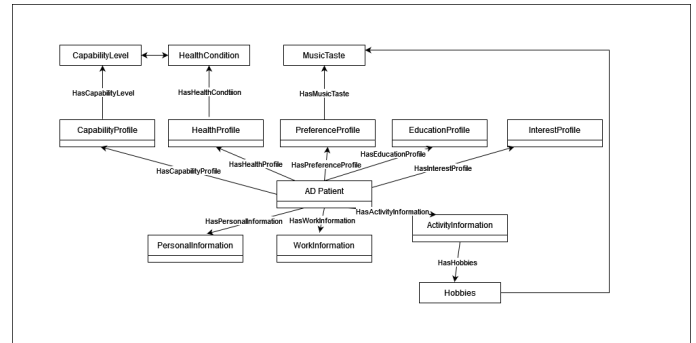 CapabilityLevel
HealthCondition
MusicTaste
HasCapabilityLevel
HasHealthCondtiion
HasMusicTaste
CapabilityProfile
HealthProfile
PreferenceProfile
EducationProfile
InterestProfile
HasCapabilityProfile
HasHealthProfile
HasPreferenceProfile
HasEducationProfile
HasInterestProfile
AD Patient
HasPersonalInformation
HasWorkInformation
HasActivityInformation
ActivityInformation
PersonalInformation
WorkInformation
HasHobbies
Hobbies